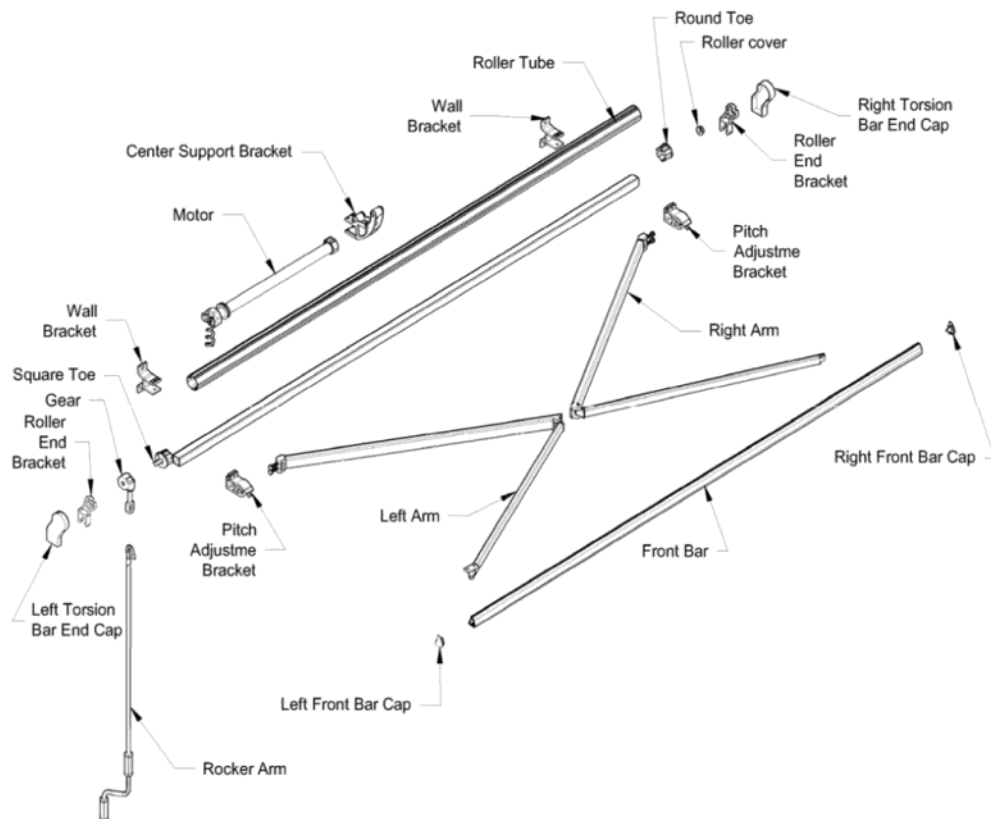 Round Toe
Roller cover
Roller Tube
Wall
Bracket
Right Torsion
Bar End Cap
Center Support Bracket
Roller
End
Bracket
Motor
Pitch
Adjustme
Bracket
Wall
Bracket
Right Arm
Square Toe
Gear
Roller
End
Bracket
Right Front Bar Cap
Left Arm
Front Bar
Pitch
Adjustme
Bracket
Left Torsion
Bar End Cap
Left Front Bar Cap
Rocker Arm